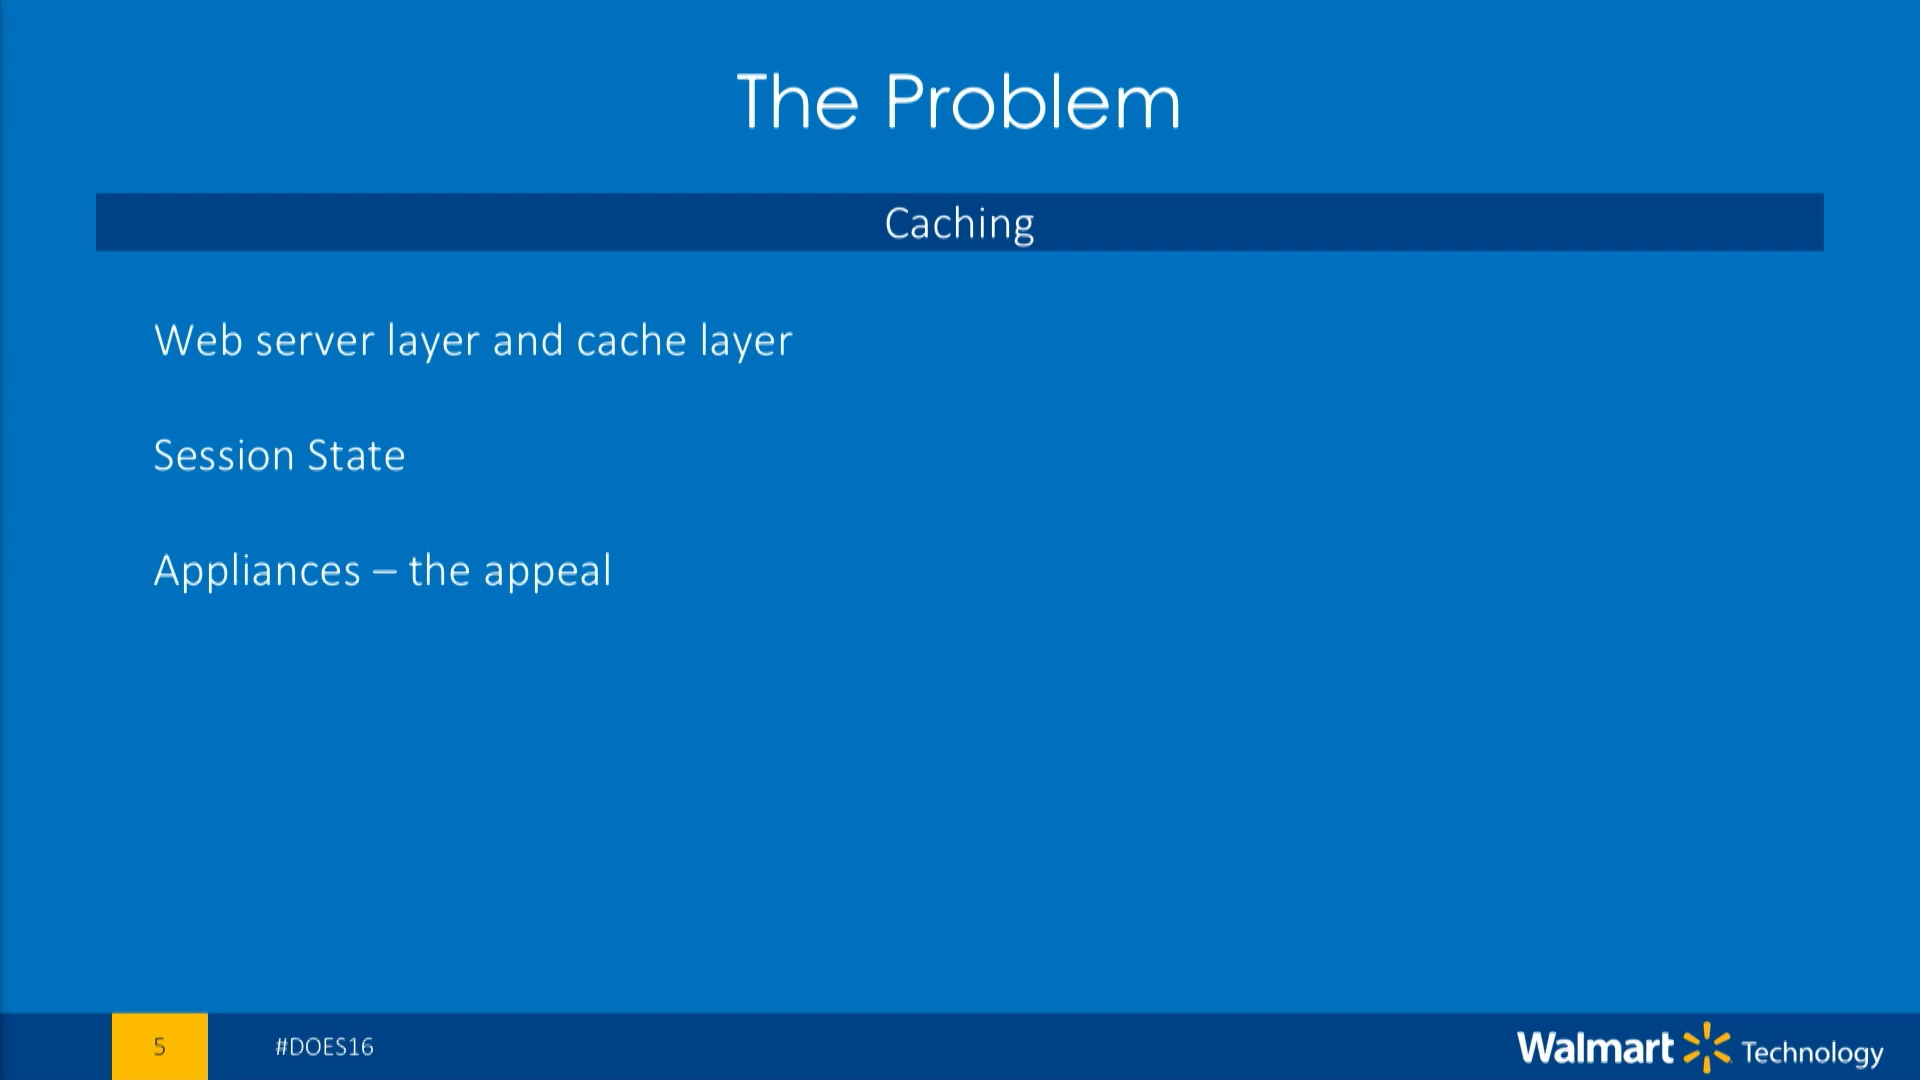 The Problem
Caching
Web server layer and cache layer
Session State
Appliances – the appeal
5
#DOES16
Walmart Technology